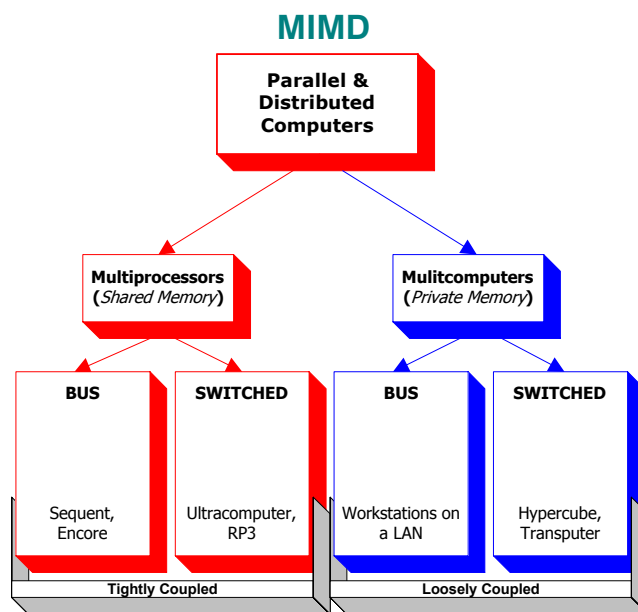 MIMD
Parallel &
Distributed
Computers
Multiprocessors
(Shared Memory)
Mulitcomputers
(Private Memory)
BUS
Sequent,
Encore
SWITCHED
Ultracomputer,
RP3
BUS
Workstations on
a LAN
SWITCHED
Hypercube,
Transputer
Tightly Coupled
Loosely Coupled